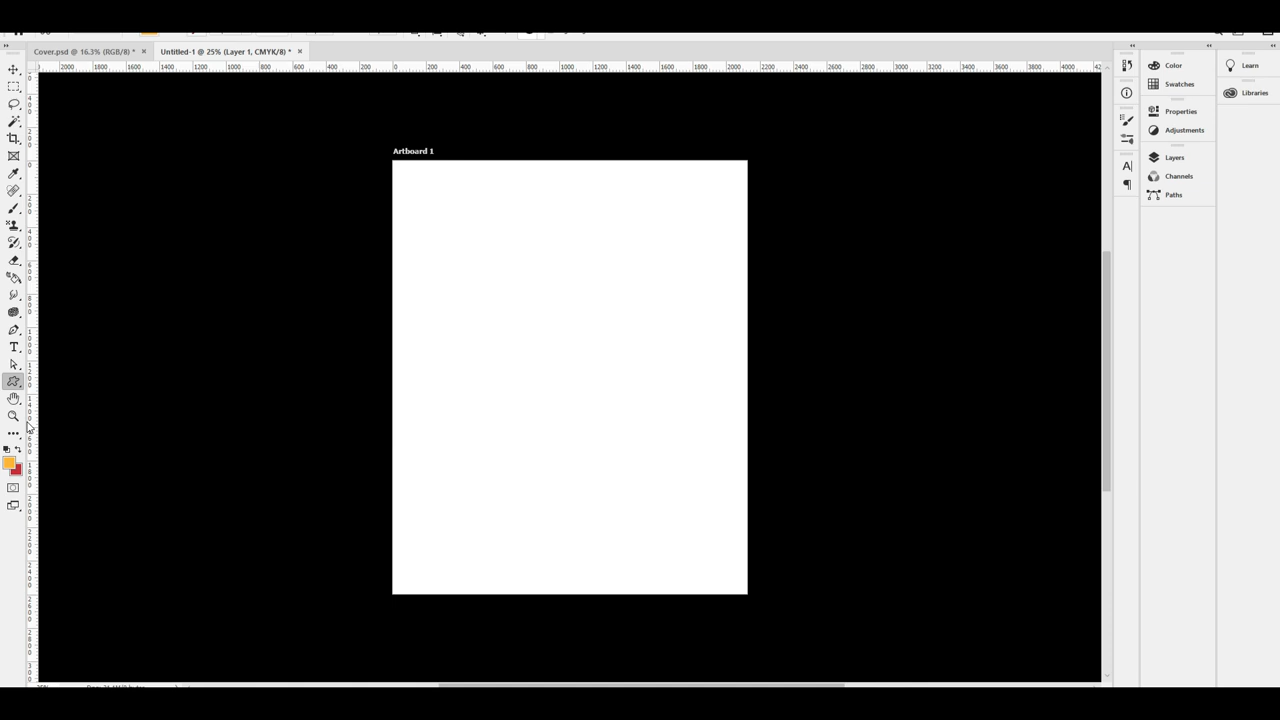 Cover.psd @ 16.3% (RGB/8) *
Untitled-1 @ 25% (Layer 1, CMYK/8) *
2000 1800 1600 1400 1200 1000 800 600 400 200 0 200 400 600 800 1000 1200 1400 1600 1800 2000 2200 2400 2600 2800 3000 3200 3400 3600 3800 4000
Artboard 1
Color
Swatches
Properties
Adjustments
Layers
Channels
Paths
Learn
Libraries